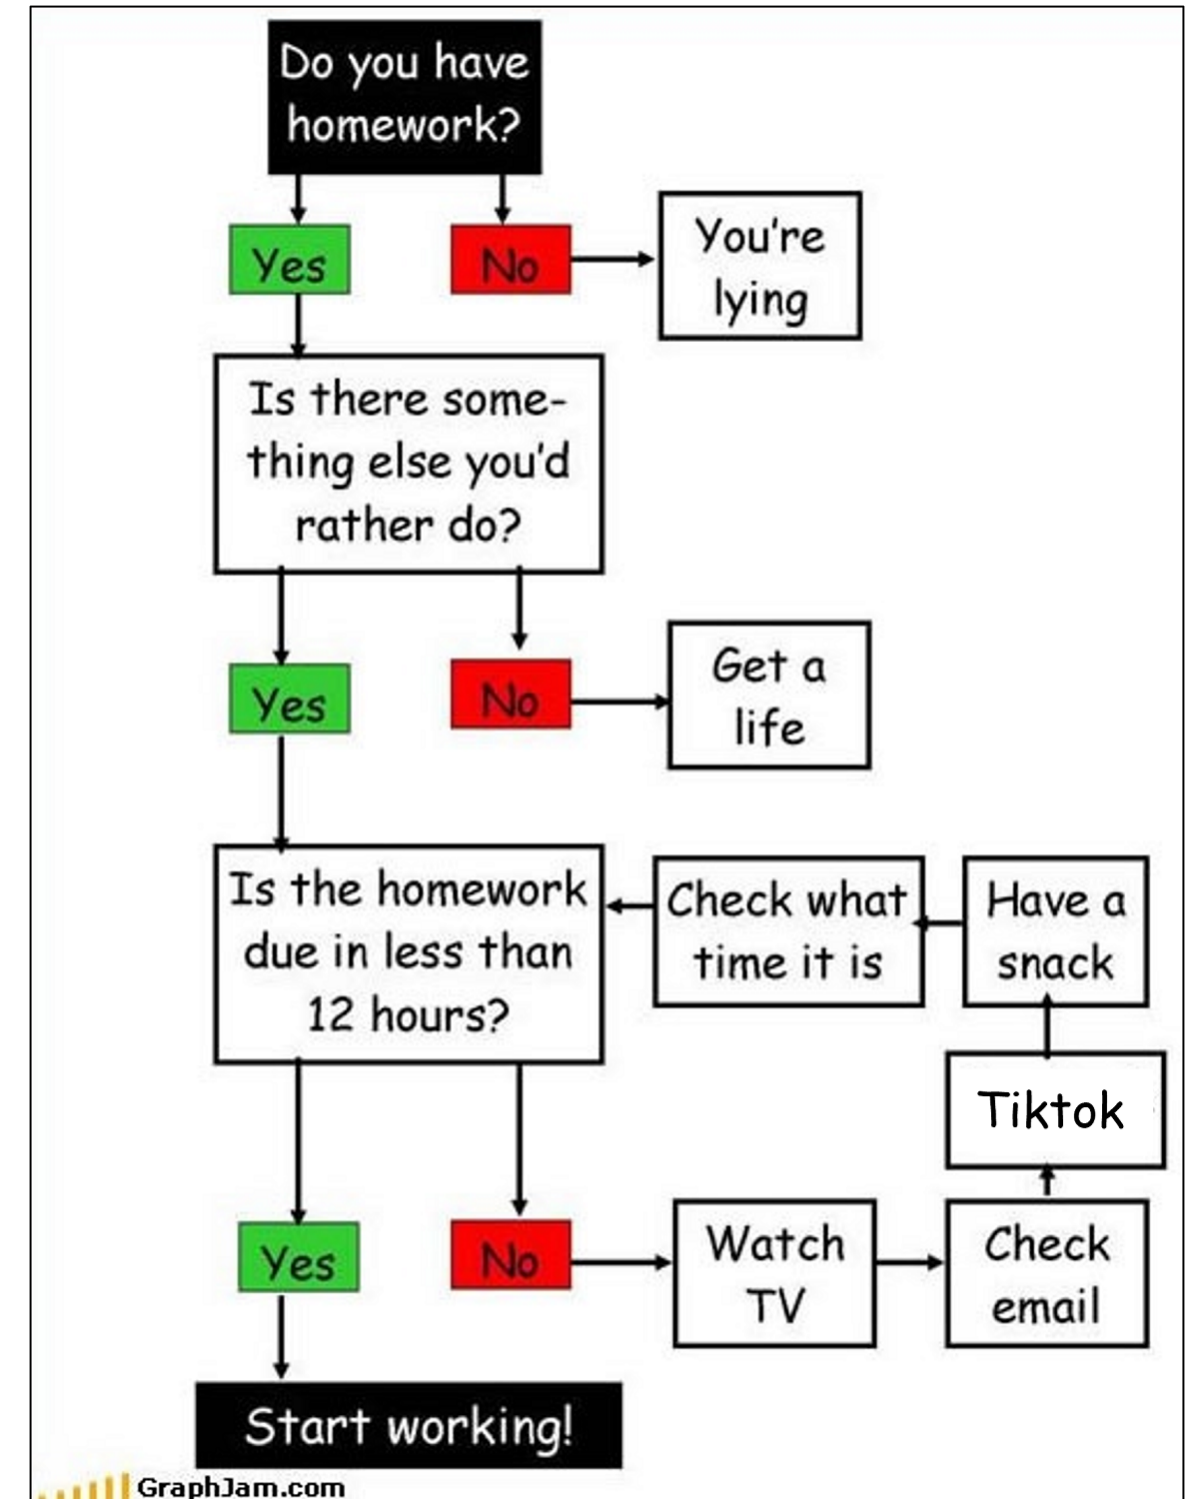 Do you have
homework?
Yes
No
You're
lying
Is there some-
thing else you'd
rather do?
Yes
No
Get a
life
Is the homework
due in less than
12 hours?
Check what
time it is
Have a
snack
Tiktok
Yes
No
Watch
TV
Check
email
Start working!
GraphJam.com